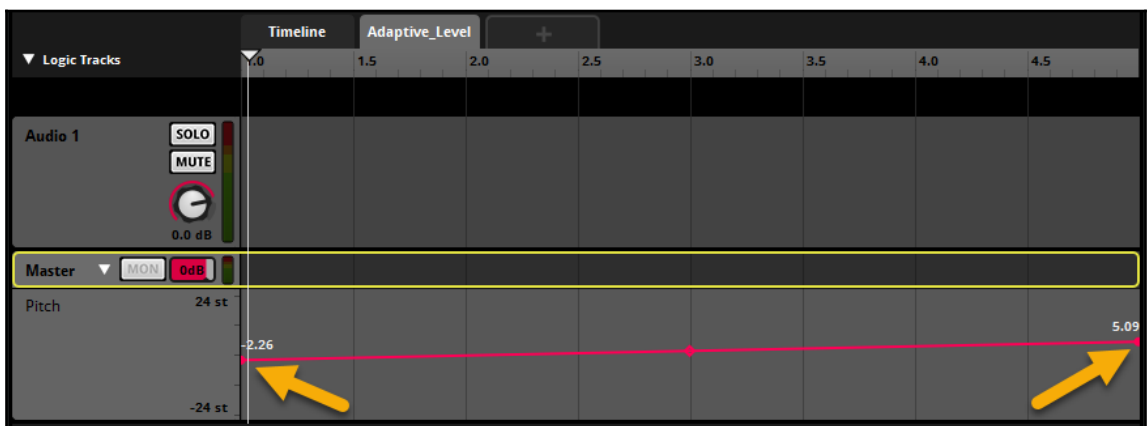 Timeline Adaptive_Level +
Logic Tracks 1.0 1.5 2.0 2.5 3.0 3.5 4.0 4.5
Audio 1 SOLO
MUTE
0.0 dB
Master MON 0dB
Pitch 24 st
-2.26 5.09
-24 st